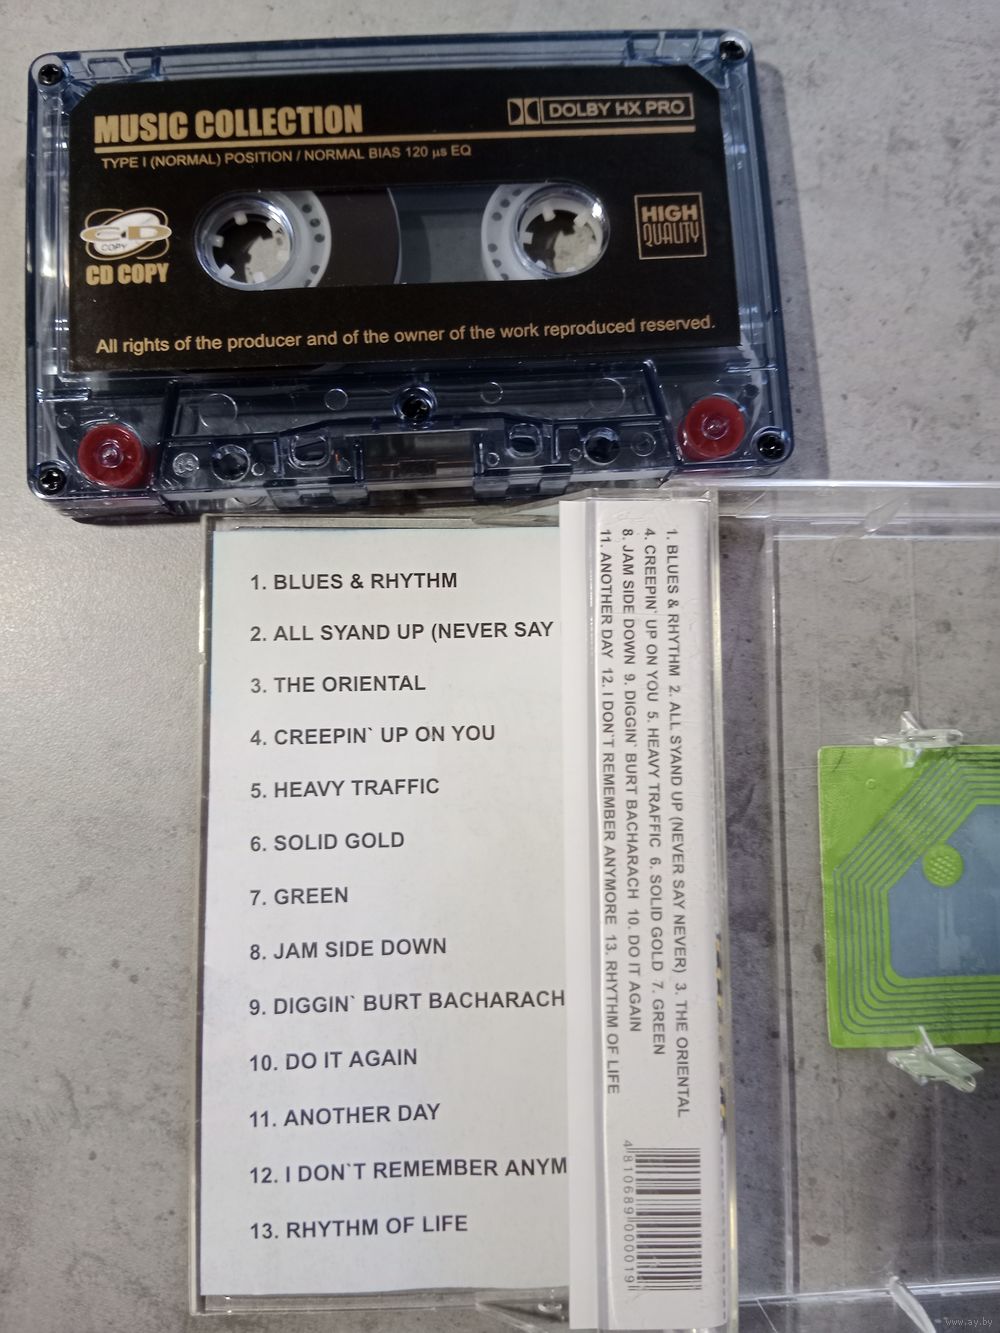 MUSIC COLLECTION
DOLBY HX PRO
TYPE I (NORMAL) POSITION / NORMAL BIAS 120 µs EQ
CD
COPY
CD COPY
HIGH
QUALITY
All rights of the producer and of the owner of the work reproduced reserved.
1. BLUES & RHYTHM
2. ALL SYAND UP (NEVER SAY
3. THE ORIENTAL
4. CREEPIN` UP ON YOU
5. HEAVY TRAFFIC
6. SOLID GOLD
7. GREEN
8. JAM SIDE DOWN
9. DIGGIN` BURT BACHARACH
10. DO IT AGAIN
11. ANOTHER DAY
12. I DON`T REMEMBER ANYM
13. RHYTHM OF LIFE
1. BLUES & RHYTHM 2. ALL SYAND UP (NEVER SAY NEVER) 3. THE ORIENTAL
4. CREEPIN` UP ON YOU 5. HEAVY TRAFFIC 6. SOLID GOLD 7. GREEN
8. JAM SIDE DOWN 9. DIGGIN` BURT BACHARACH 10. DO IT AGAIN
11. ANOTHER DAY 12. I DON`T REMEMBER ANYMORE 13. RHYTHM OF LIFE
4 810689 000019
www.ay.by